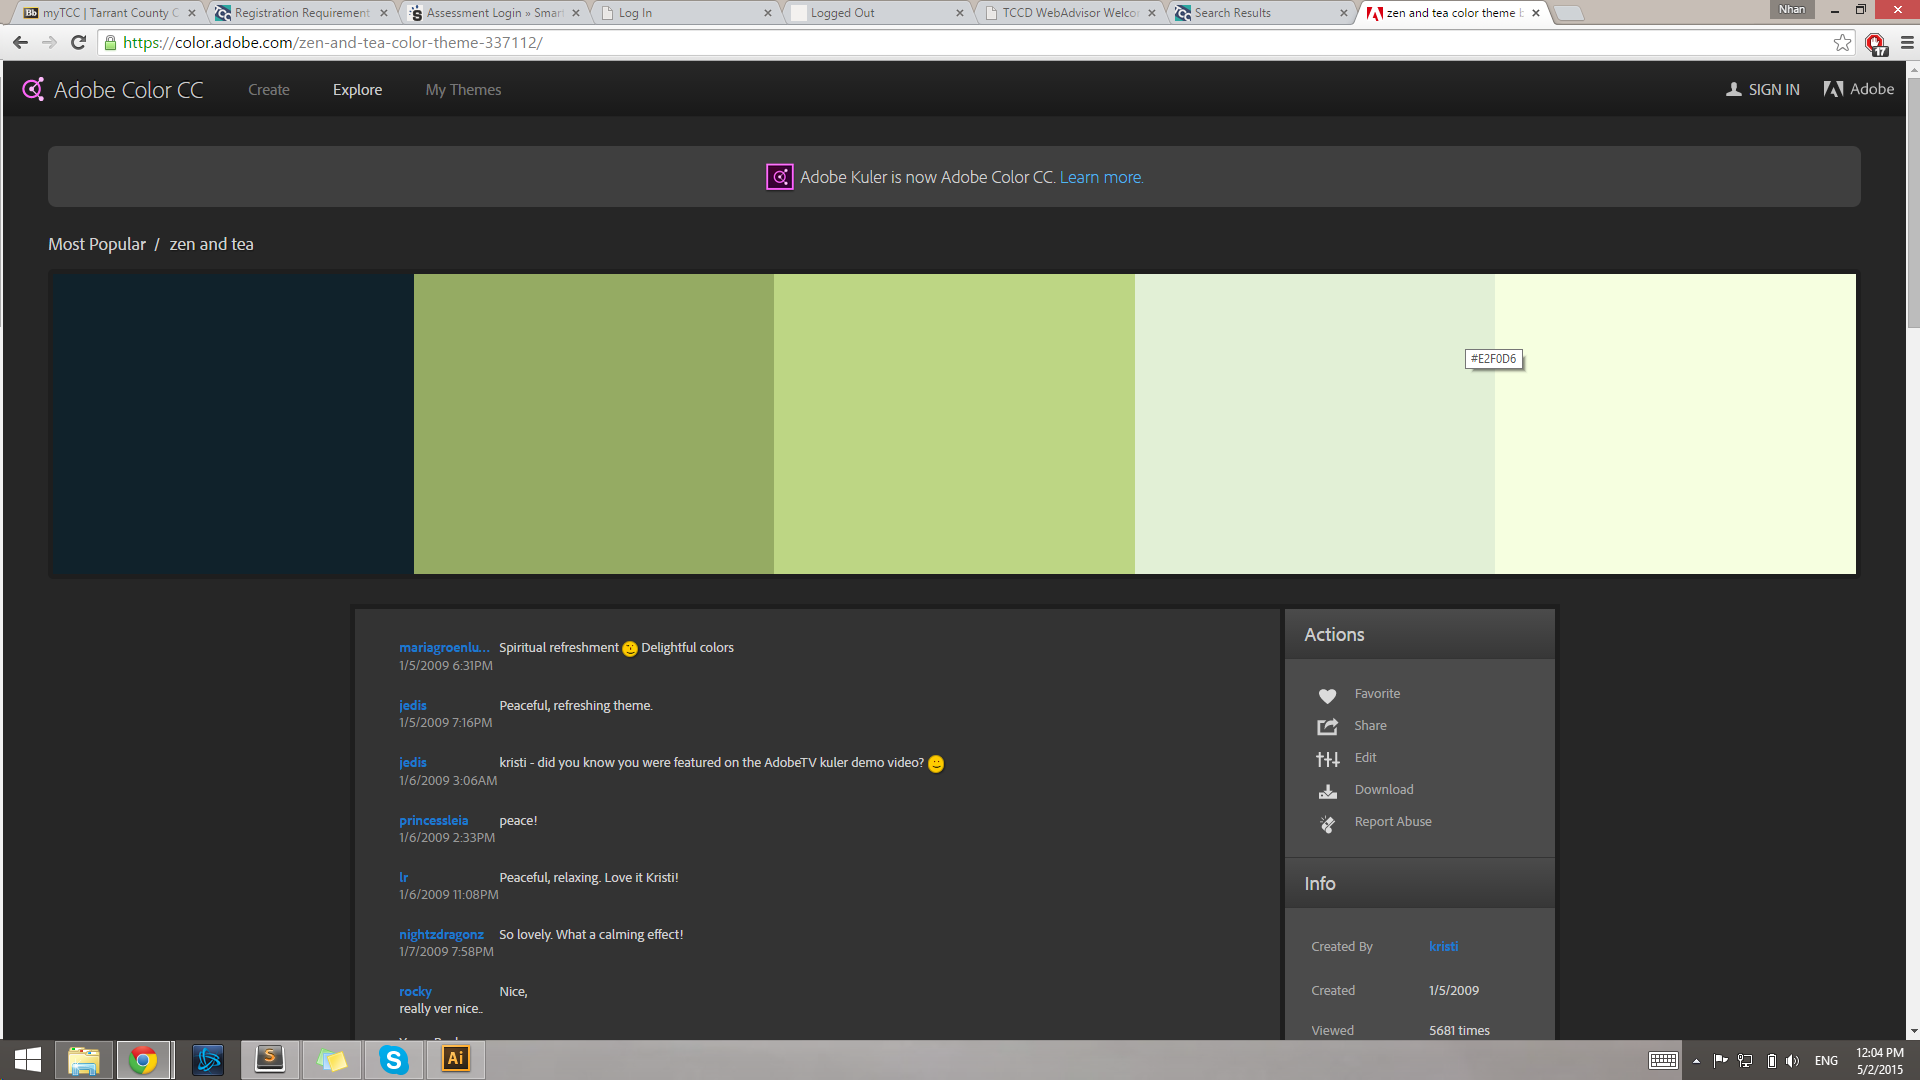 Bb myTCC | Tarrant County C
Registration Requirement
Assessment Login » Smar
Log In
Logged Out
TCCD WebAdvisor Welco
Search Results
zen and tea color theme b
Nhan
https://color.adobe.com/zen-and-tea-color-theme-337112/
17
Adobe Color CC
Create
Explore
My Themes
SIGN IN
Adobe
Adobe Kuler is now Adobe Color CC. Learn more.
Most Popular / zen and tea
#E2F0D6
mariagroenlu... Spiritual refreshment Delightful colors
1/5/2009 6:31PM
jedis Peaceful, refreshing theme.
1/5/2009 7:16PM
jedis kristi - did you know you were featured on the AdobeTV kuler demo video?
1/6/2009 3:06AM
princessleia peace!
1/6/2009 2:33PM
lr Peaceful, relaxing. Love it Kristi!
1/6/2009 11:08PM
nightzdragonz So lovely. What a calming effect!
1/7/2009 7:58PM
rocky Nice,
really ver nice..
Actions
Favorite
Share
Edit
Download
Report Abuse
Info
Created By kristi
Created 1/5/2009
Viewed 5681 times
S
S
Ai
ENG
12:04 PM
5/2/2015